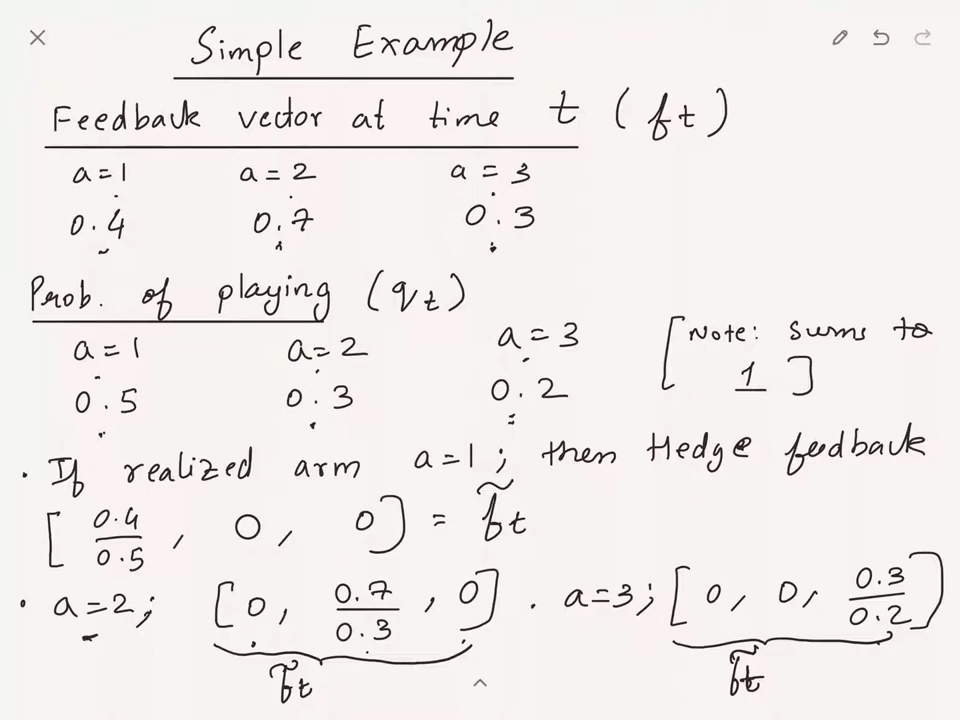 Simple Example
Feedback vector at time t (ft)
a=1 a=2 a=3
0.4 0.7 0.3
Prob. of playing (qt)
a=1 a=2 a=3 [Note: sums to
0.5 0.3 0.2 1]
. If realized arm a=1; then Hedge feedback
[0.4/0.5, 0, 0] = f̃t
. a=2; [0, 0.7/0.3, 0] . a=3; [0, 0, 0.3/0.2]
f̃t f̃t